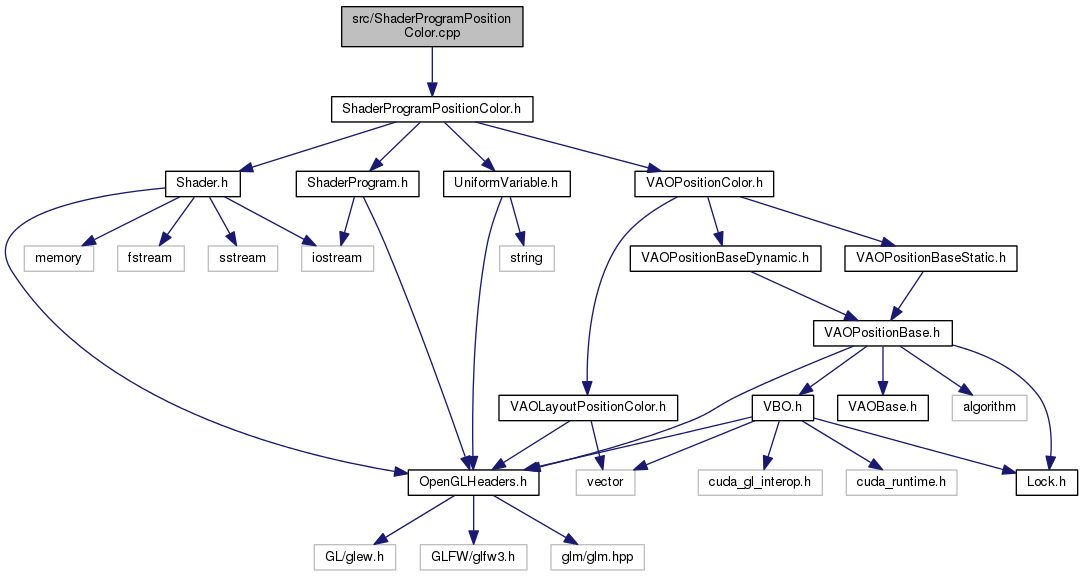 src/ShaderProgramPosition
Color.cpp
ShaderProgramPositionColor.h
Shader.h
ShaderProgram.h
UniformVariable.h
VAOPositionColor.h
memory
fstream
sstream
iostream
string
VAOPositionBaseDynamic.h
VAOPositionBaseStatic.h
VAOPositionBase.h
VAOLayoutPositionColor.h
VBO.h
VAOBase.h
algorithm
OpenGLHeaders.h
vector
cuda_gl_interop.h
cuda_runtime.h
Lock.h
GL/glew.h
GLFW/glfw3.h
glm/glm.hpp